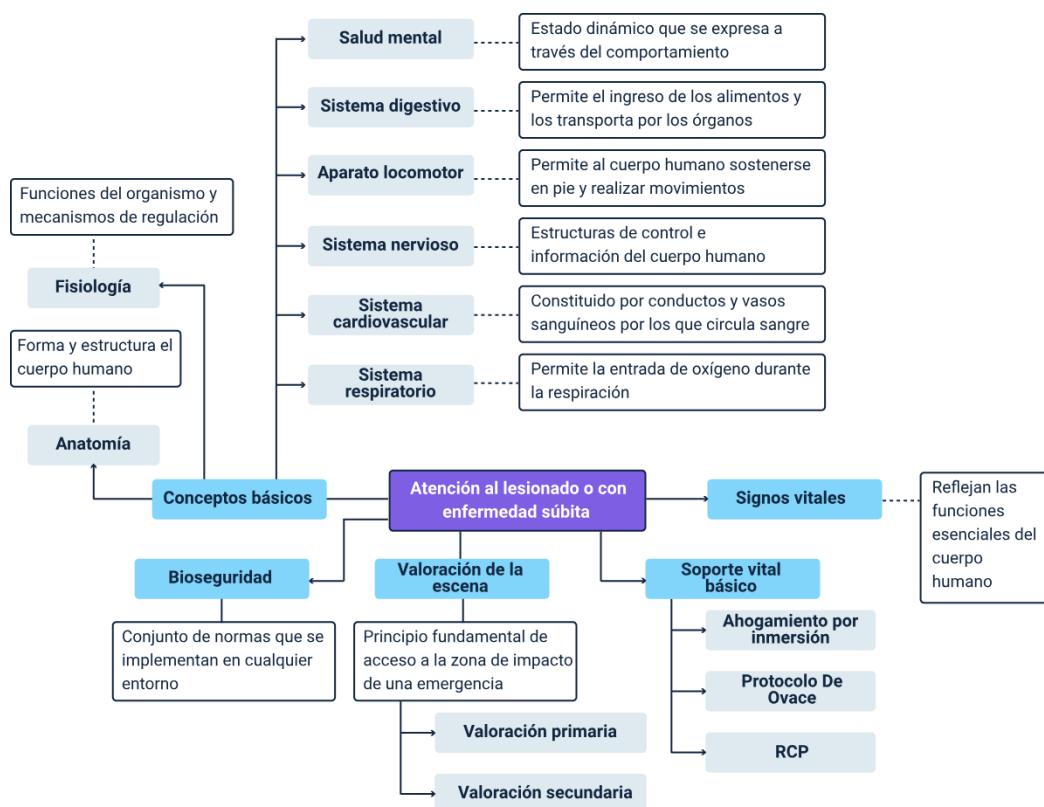 Salud mental
Estado dinámico que se expresa a
través del comportamiento
Sistema digestivo
Permite el ingreso de los alimentos y
los transporta por los órganos
Aparato locomotor
Permite al cuerpo humano sostenerse
en pie y realizar movimientos
Funciones del organismo y
mecanismos de regulación
Sistema nervioso
Estructuras de control e
información del cuerpo humano
Fisiología
Sistema
cardiovascular
Constituido por conductos y vasos
sanguíneos por los que circula sangre
Forma y estructura el
cuerpo humano
Sistema
respiratorio
Permite la entrada de oxígeno durante
la respiración
Anatomía
Conceptos básicos
Atención al lesionado o con
enfermedad súbita
Signos vitales
Reflejan las
funciones
esenciales del
cuerpo
humano
Bioseguridad
Conjunto de normas que se
implementan en cualquier
entorno
Valoración de la
escena
Principio fundamental de
acceso a la zona de impacto
de una emergencia
Valoración primaria
Valoración secundaria
Soporte vital
básico
Ahogamiento por
inmersión
Protocolo De
Ovace
RCP